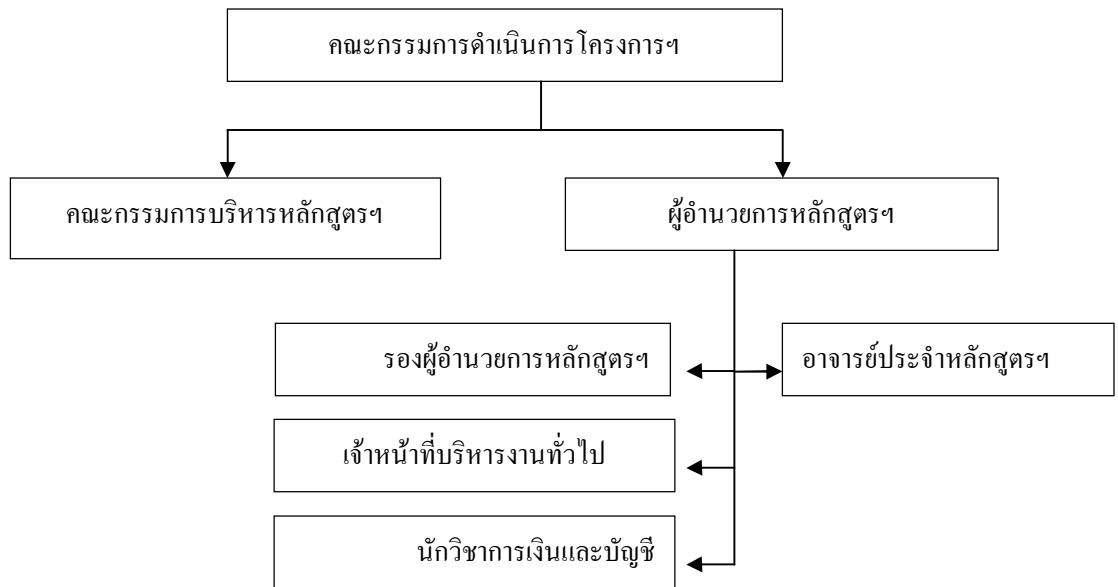 คณะกรรมการดำเนินการโครงการฯ
คณะกรรมการบริหารหลักสูตรฯ
ผู้อำนวยการหลักสูตรฯ
รองผู้อำนวยการหลักสูตรฯ
อาจารย์ประจำหลักสูตรฯ
เจ้าหน้าที่บริหารงานทั่วไป
นักวิชาการเงินและบัญชี